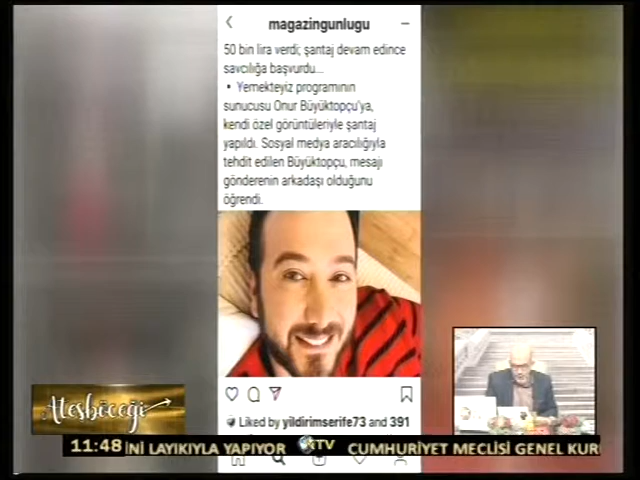 magazingunlugu
50 bin lira verdi; şantaj devam edince
savcılığa başvurdu...
• Yemekteyiz programının
sunucusu Onur Büyüktopçu'ya,
kendi özel görüntüleriyle şantaj
yapıldı. Sosyal medya aracılığıyla
tehdit edilen Büyüktopçu, mesajı
gönderenin arkadaşı olduğunu
öğrendi.
Liked by yildirimserife73 and 391
Ateşböceği
11:48 İNİ LAYIKIYLA YAPIYOR TV CUMHURİYET MECLİSİ GENEL KUR